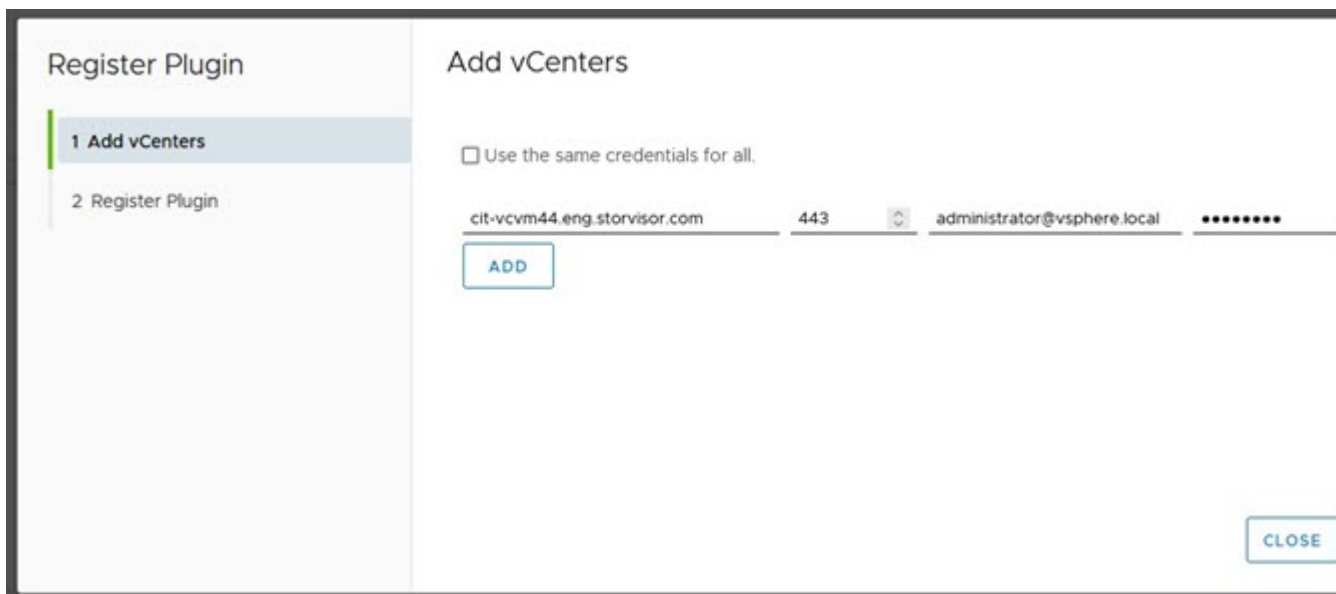 Register Plugin
1 Add vCenters
2 Register Plugin
Add vCenters
Use the same credentials for all.
cit-vcvm44.eng.storvisor.com 443 administrator@vsphere.local ••••••••
ADD
CLOSE